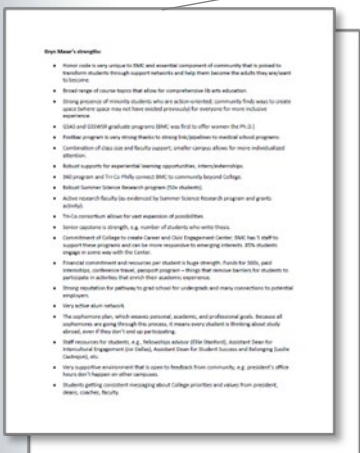 Bryn Mawr's strengths:
• Honor code is very unique to BMC and essential component of community that is poised to
transform students through support networks and help them become the adults they are/want
to become.
• Broad range of course topics that allow for comprehensive lib arts education.
• Strong presence of minority students who are action-oriented; community finds ways to create
space (where space may not have existed previously) for everyone for more inclusive
experience.
• GSAS and GSSWSR graduate programs (BMC was first to offer women the Ph.D.)
• Postbac program is very strong thanks to strong link/pipelines to medical school programs
• Combination of class size and faculty support; smaller campus allows for more individualized
attention.
• Robust supports for experiential learning opportunities, intern/externships.
• 360 program and Tri-Co Philly connect BMC to community beyond College.
• Robust Summer Science Research program (50+ students).
• Active research faculty (as evidenced by Summer Science Research program and grants
activity).
• Tri-Co consortium allows for vast expansion of possibilities.
• Senior capstone is strength, e.g. number of students who write thesis.
• Commitment of College to create Career and Civic Engagement Center; BMC has staff to
support these programs and can be more responsive to emerging interests. 85% students
engage in some way with the Center.
• Financial commitment and resources per student is huge strength. Funds for 360s, paid
internships, conference travel, passport program – things that remove barriers for students to
participate in activities that enrich their academic experience.
• Strong reputation for pathway to grad school for undergrads and many connections to potential
employers.
• Very active alum network.
• The sophomore plan, which weaves personal, academic, and professional goals. Because all
sophomores are going through this process, it means every student is thinking about study
abroad, even if they don't end up participating.
• Staff resources for students, e.g., fellowships advisor (Ellie Stanford), Assistant Dean for
Intercultural Engagement (Dallas), Assistant Dean for Student Success and Belonging (Leslie
etc.
• Very supportive environment that is open to feedback from community, e.g. president's office
hours don't happen on other campuses.
• Students getting consistent messaging about College priorities and values from president,
deans, coaches, faculty.